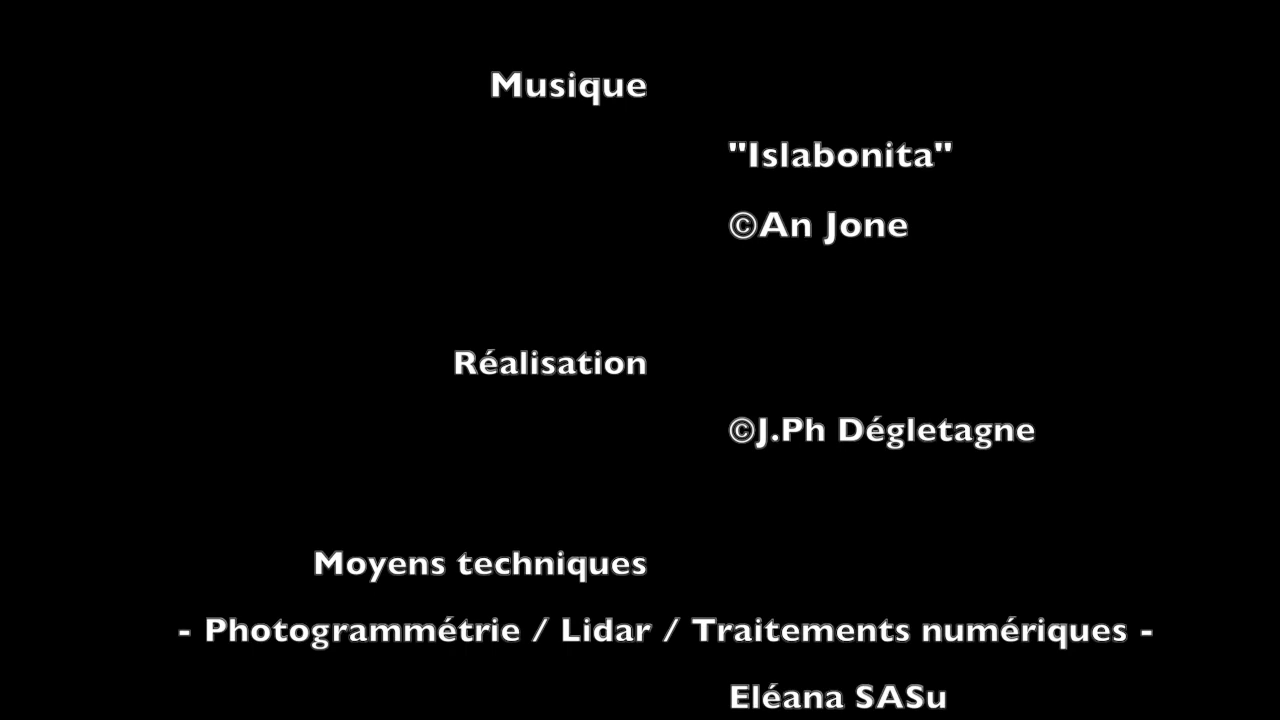 Musique
"Islabonita"
©An Jone
Réalisation
©J.Ph Dégletagne
Moyens techniques
- Photogrammétrie / Lidar / Traitements numériques -
Eléana SASu